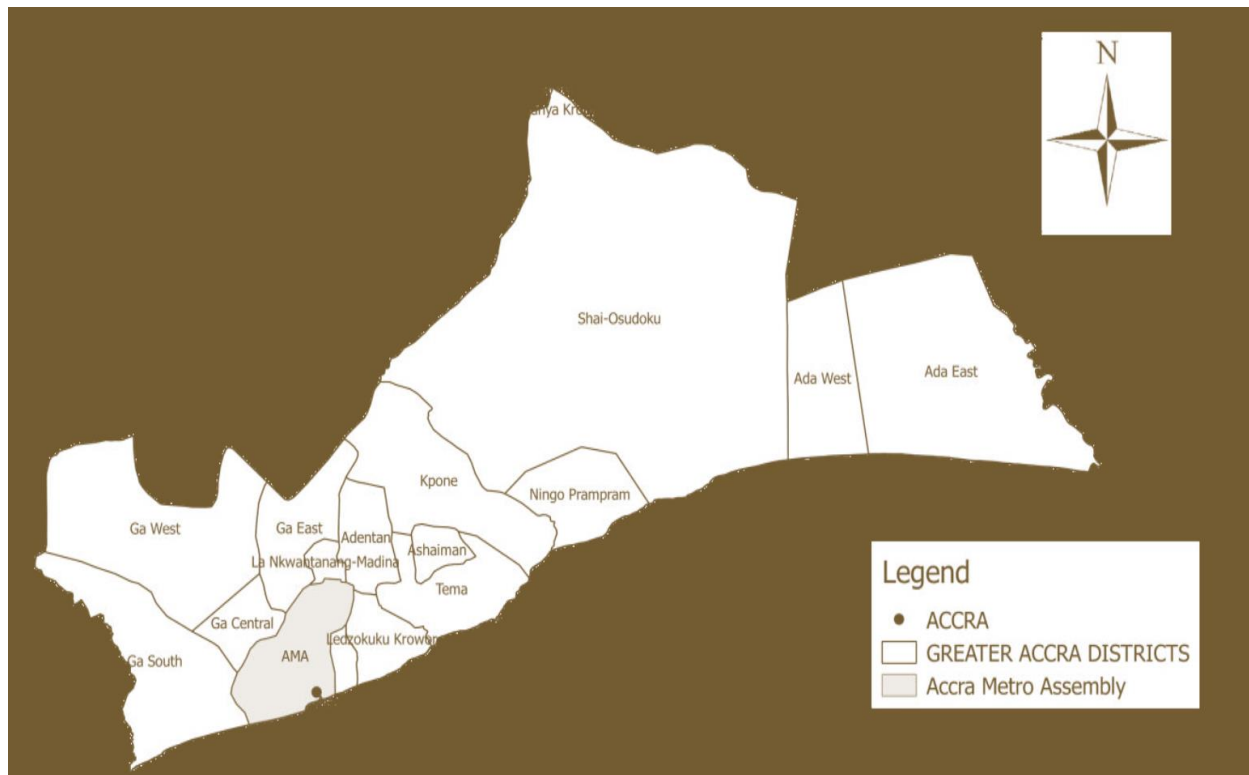 N
Shai-Osudoku
Ada West
Ada East
Kpone
Ningo Prampram
Ga West
Ga East
Adentan
Ashaiman
La Nkwantanang-Madina
Tema
Ga Central
Ledzokuku Krowor
Ga South
AMA
Legend
ACCRA
GREATER ACCRA DISTRICTS
Accra Metro Assembly